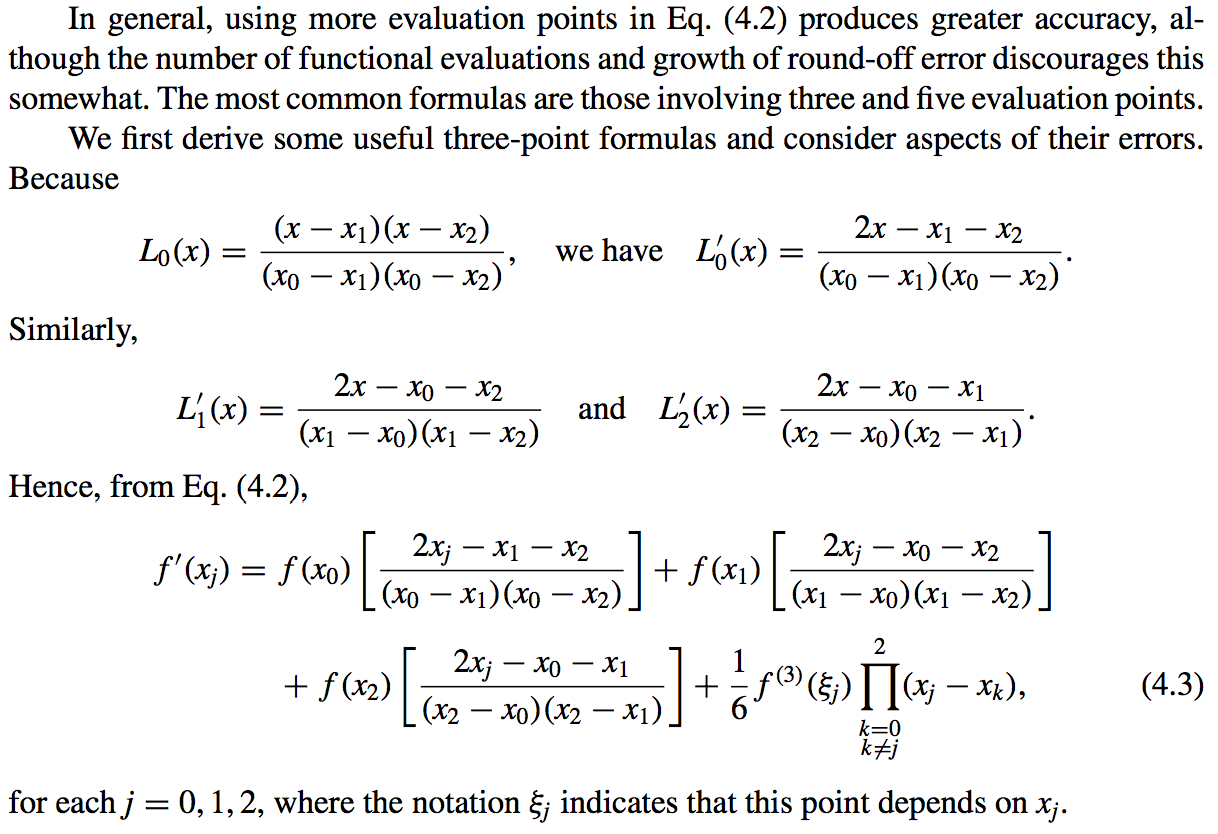 In general, using more evaluation points in Eq. (4.2) produces greater accuracy, al-
though the number of functional evaluations and growth of round-off error discourages this
somewhat. The most common formulas are those involving three and five evaluation points.
We first derive some useful three-point formulas and consider aspects of their errors.
Because
$L_0(x) = \frac{(x - x_1)(x - x_2)}{(x_0 - x_1)(x_0 - x_2)},$ we have $L_0'(x) = \frac{2x - x_1 - x_2}{(x_0 - x_1)(x_0 - x_2)}.$
Similarly,
$L_1'(x) = \frac{2x - x_0 - x_2}{(x_1 - x_0)(x_1 - x_2)}$ and $L_2'(x) = \frac{2x - x_0 - x_1}{(x_2 - x_0)(x_2 - x_1)}.$
Hence, from Eq. (4.2),
$f'(x_j) = f(x_0)\left[\frac{2x_j - x_1 - x_2}{(x_0 - x_1)(x_0 - x_2)}\right] + f(x_1)\left[\frac{2x_j - x_0 - x_2}{(x_1 - x_0)(x_1 - x_2)}\right]$
$+ f(x_2)\left[\frac{2x_j - x_0 - x_1}{(x_2 - x_0)(x_2 - x_1)}\right] + \frac{1}{6}f^{(3)}(\xi_j)\prod_{\substack{k=0 \\ k \neq j}}^{2}(x_j - x_k),$ (4.3)
for each $j = 0, 1, 2$, where the notation $\xi_j$ indicates that this point depends on $x_j$.